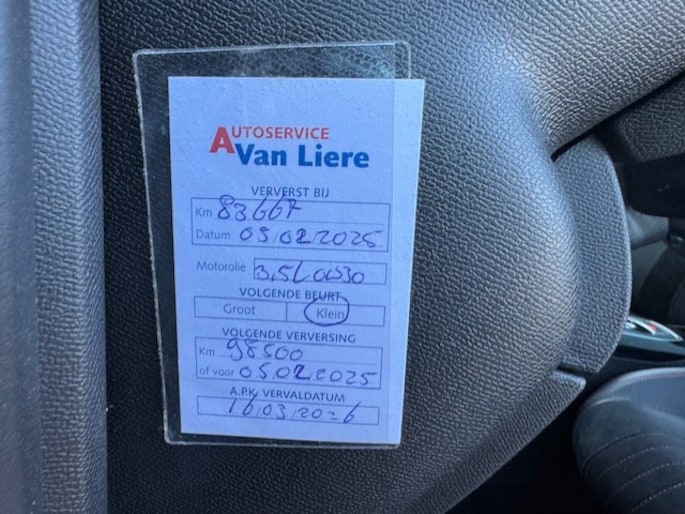 AUTOSERVICE
Van Liere
VERVERST BIJ
Km 83667
Datum 05/02/2025
Motorolie 3,5L 0W30
VOLGENDE BEURT
Groot Klein
VOLGENDE VERVERSING
Km 98500
of voor 05.02.2025
A.P.K. VERVALDATUM
16/03/2026